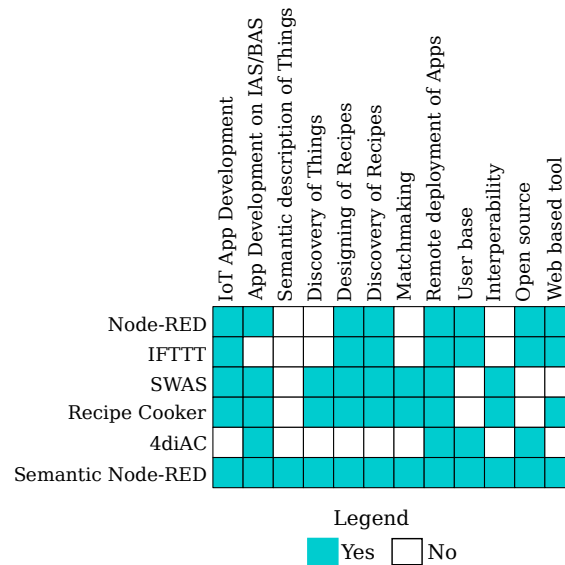 IoT App Development
App Development on IAS/BAS
Semantic description of Things
Discovery of Things
Designing of Recipes
Discovery of Recipes
Matchmaking
Remote deployment of Apps
User base
Interperability
Open source
Web based tool
Node-RED
IFTTT
SWAS
Recipe Cooker
4diAC
Semantic Node-RED
Legend
Yes
No